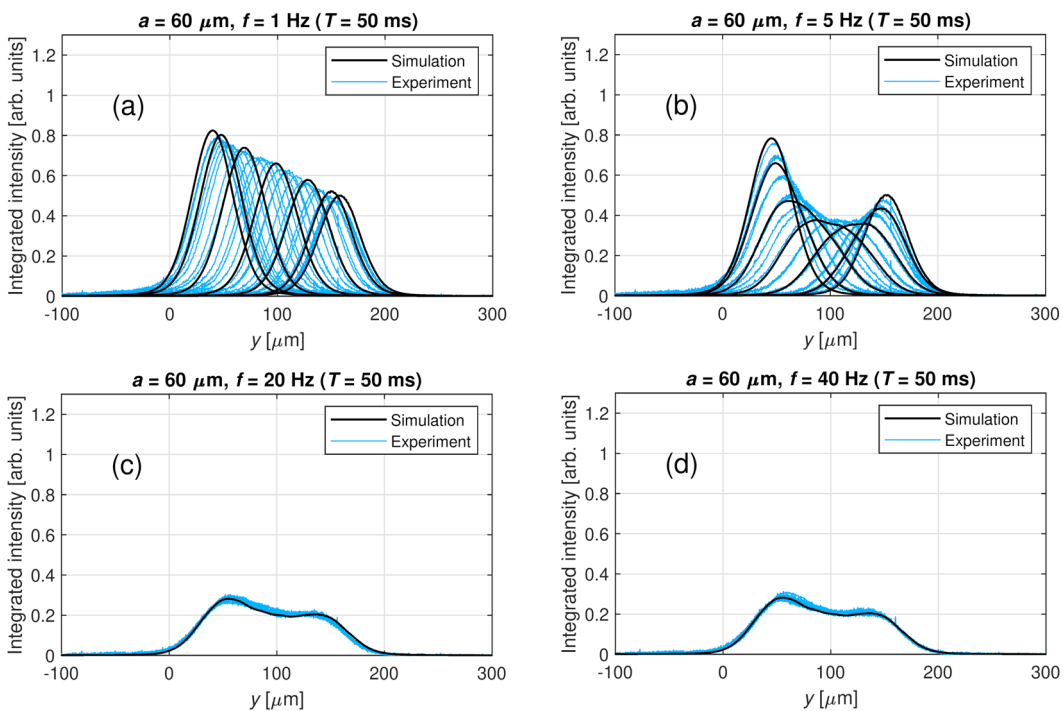 a = 60 μm, f = 1 Hz (T = 50 ms)
Integrated intensity [arb. units]
1.2
1
0.8
0.6
0.4
0.2
0
(a)
Simulation
Experiment
-100 0 100 200 300
y [μm]
a = 60 μm, f = 5 Hz (T = 50 ms)
Integrated intensity [arb. units]
1.2
1
0.8
0.6
0.4
0.2
0
(b)
Simulation
Experiment
-100 0 100 200 300
y [μm]
a = 60 μm, f = 20 Hz (T = 50 ms)
Integrated intensity [arb. units]
1.2
1
0.8
0.6
0.4
0.2
0
(c)
Simulation
Experiment
-100 0 100 200 300
y [μm]
a = 60 μm, f = 40 Hz (T = 50 ms)
Integrated intensity [arb. units]
1.2
1
0.8
0.6
0.4
0.2
0
(d)
Simulation
Experiment
-100 0 100 200 300
y [μm]